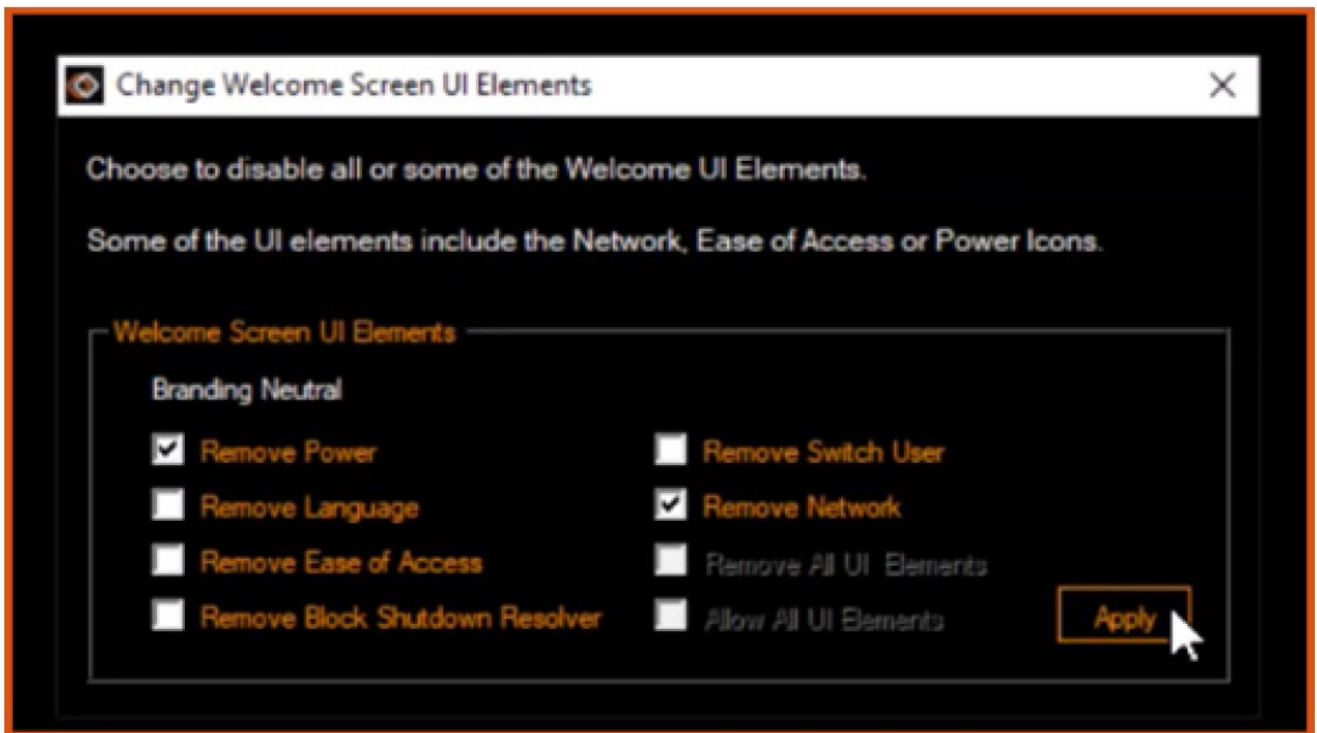 Change Welcome Screen UI Elements
Choose to disable all or some of the Welcome UI Elements.
Some of the UI elements include the Network, Ease of Access or Power Icons.
Welcome Screen UI Elements
Branding Neutral
Remove Power
Remove Switch User
Remove Language
Remove Network
Remove Ease of Access
Remove All UI Elements
Remove Block Shutdown Resolver
Allow All UI Elements
Apply